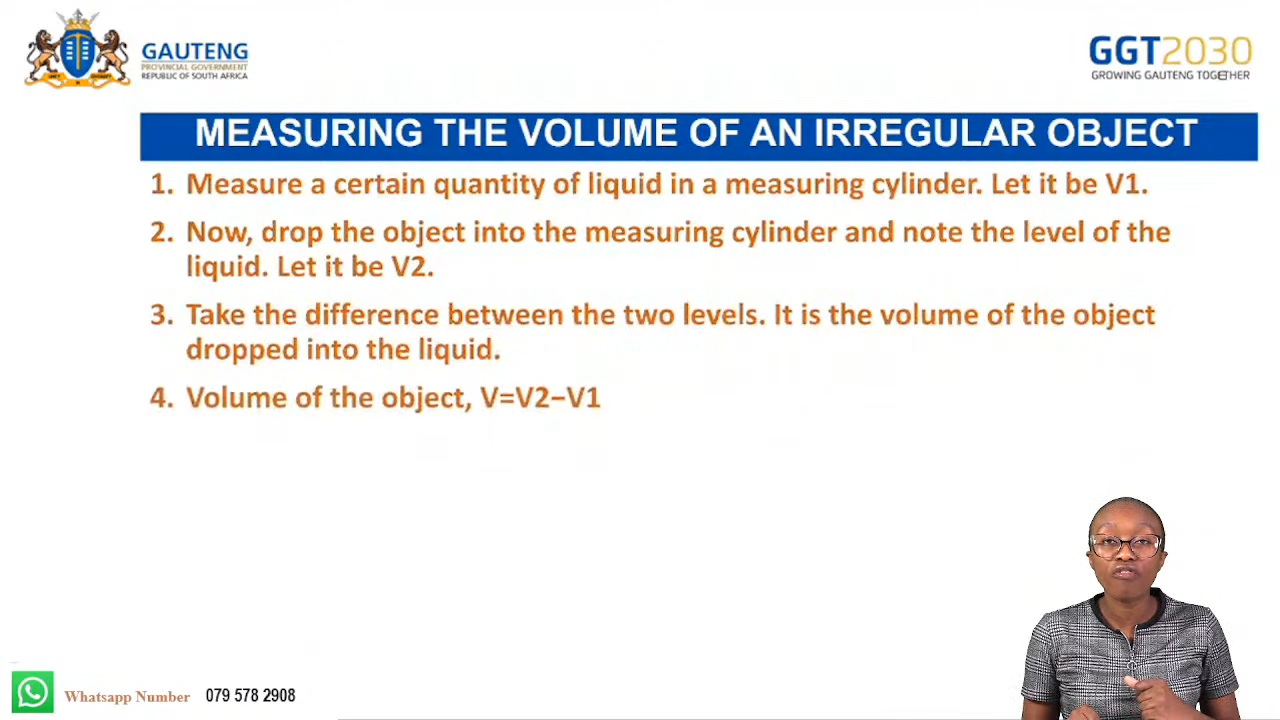 GAUTENG
PROVINCIAL GOVERNMENT
REPUBLIC OF SOUTH AFRICA
GGT2030
GROWING GAUTENG TOGETHER
MEASURING THE VOLUME OF AN IRREGULAR OBJECT
1. Measure a certain quantity of liquid in a measuring cylinder. Let it be V1.
2. Now, drop the object into the measuring cylinder and note the level of the
liquid. Let it be V2.
3. Take the difference between the two levels. It is the volume of the object
dropped into the liquid.
4. Volume of the object, V=V2−V1
Whatsapp Number 079 578 2908